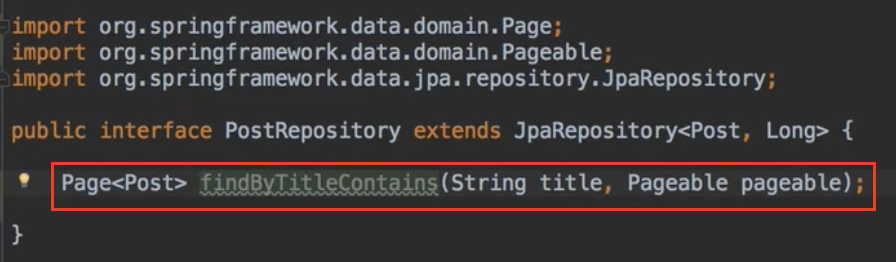 import org.springframework.data.domain.Page;
import org.springframework.data.domain.Pageable;
import org.springframework.data.jpa.repository.JpaRepository;
public interface PostRepository extends JpaRepository<Post, Long> {
Page<Post> findByTitleContains(String title, Pageable pageable);
}